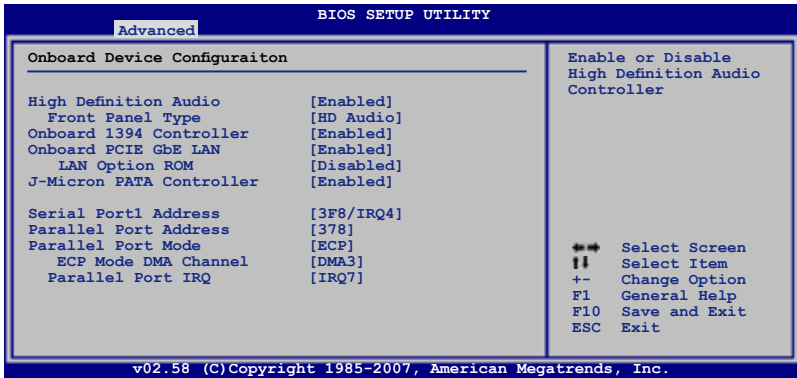 BIOS SETUP UTILITY
Advanced
Onboard Device Configuraiton
High Definition Audio [Enabled]
Front Panel Type [HD Audio]
Onboard 1394 Controller [Enabled]
Onboard PCIE GbE LAN [Enabled]
LAN Option ROM [Disabled]
J-Micron PATA Controller [Enabled]
Serial Port1 Address [3F8/IRQ4]
Parallel Port Address [378]
Parallel Port Mode [ECP]
ECP Mode DMA Channel [DMA3]
Parallel Port IRQ [IRQ7]
Enable or Disable
High Definition Audio
Controller
Select Screen
Select Item
+- Change Option
F1 General Help
F10 Save and Exit
ESC Exit
v02.58 (C)Copyright 1985-2007, American Megatrends, Inc.